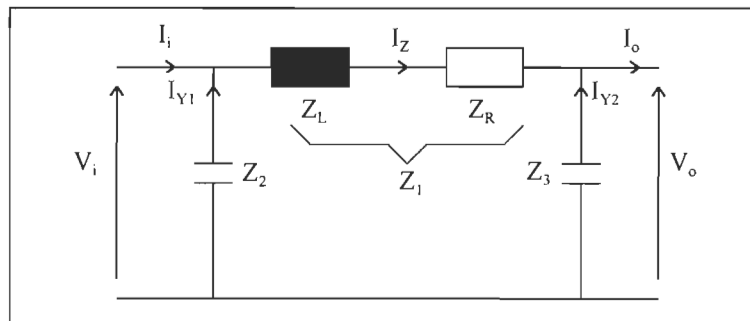 I_i I_Z I_o
I_Y1 I_Y2
Z_L Z_R
V_i Z_2 Z_1 Z_3 V_o